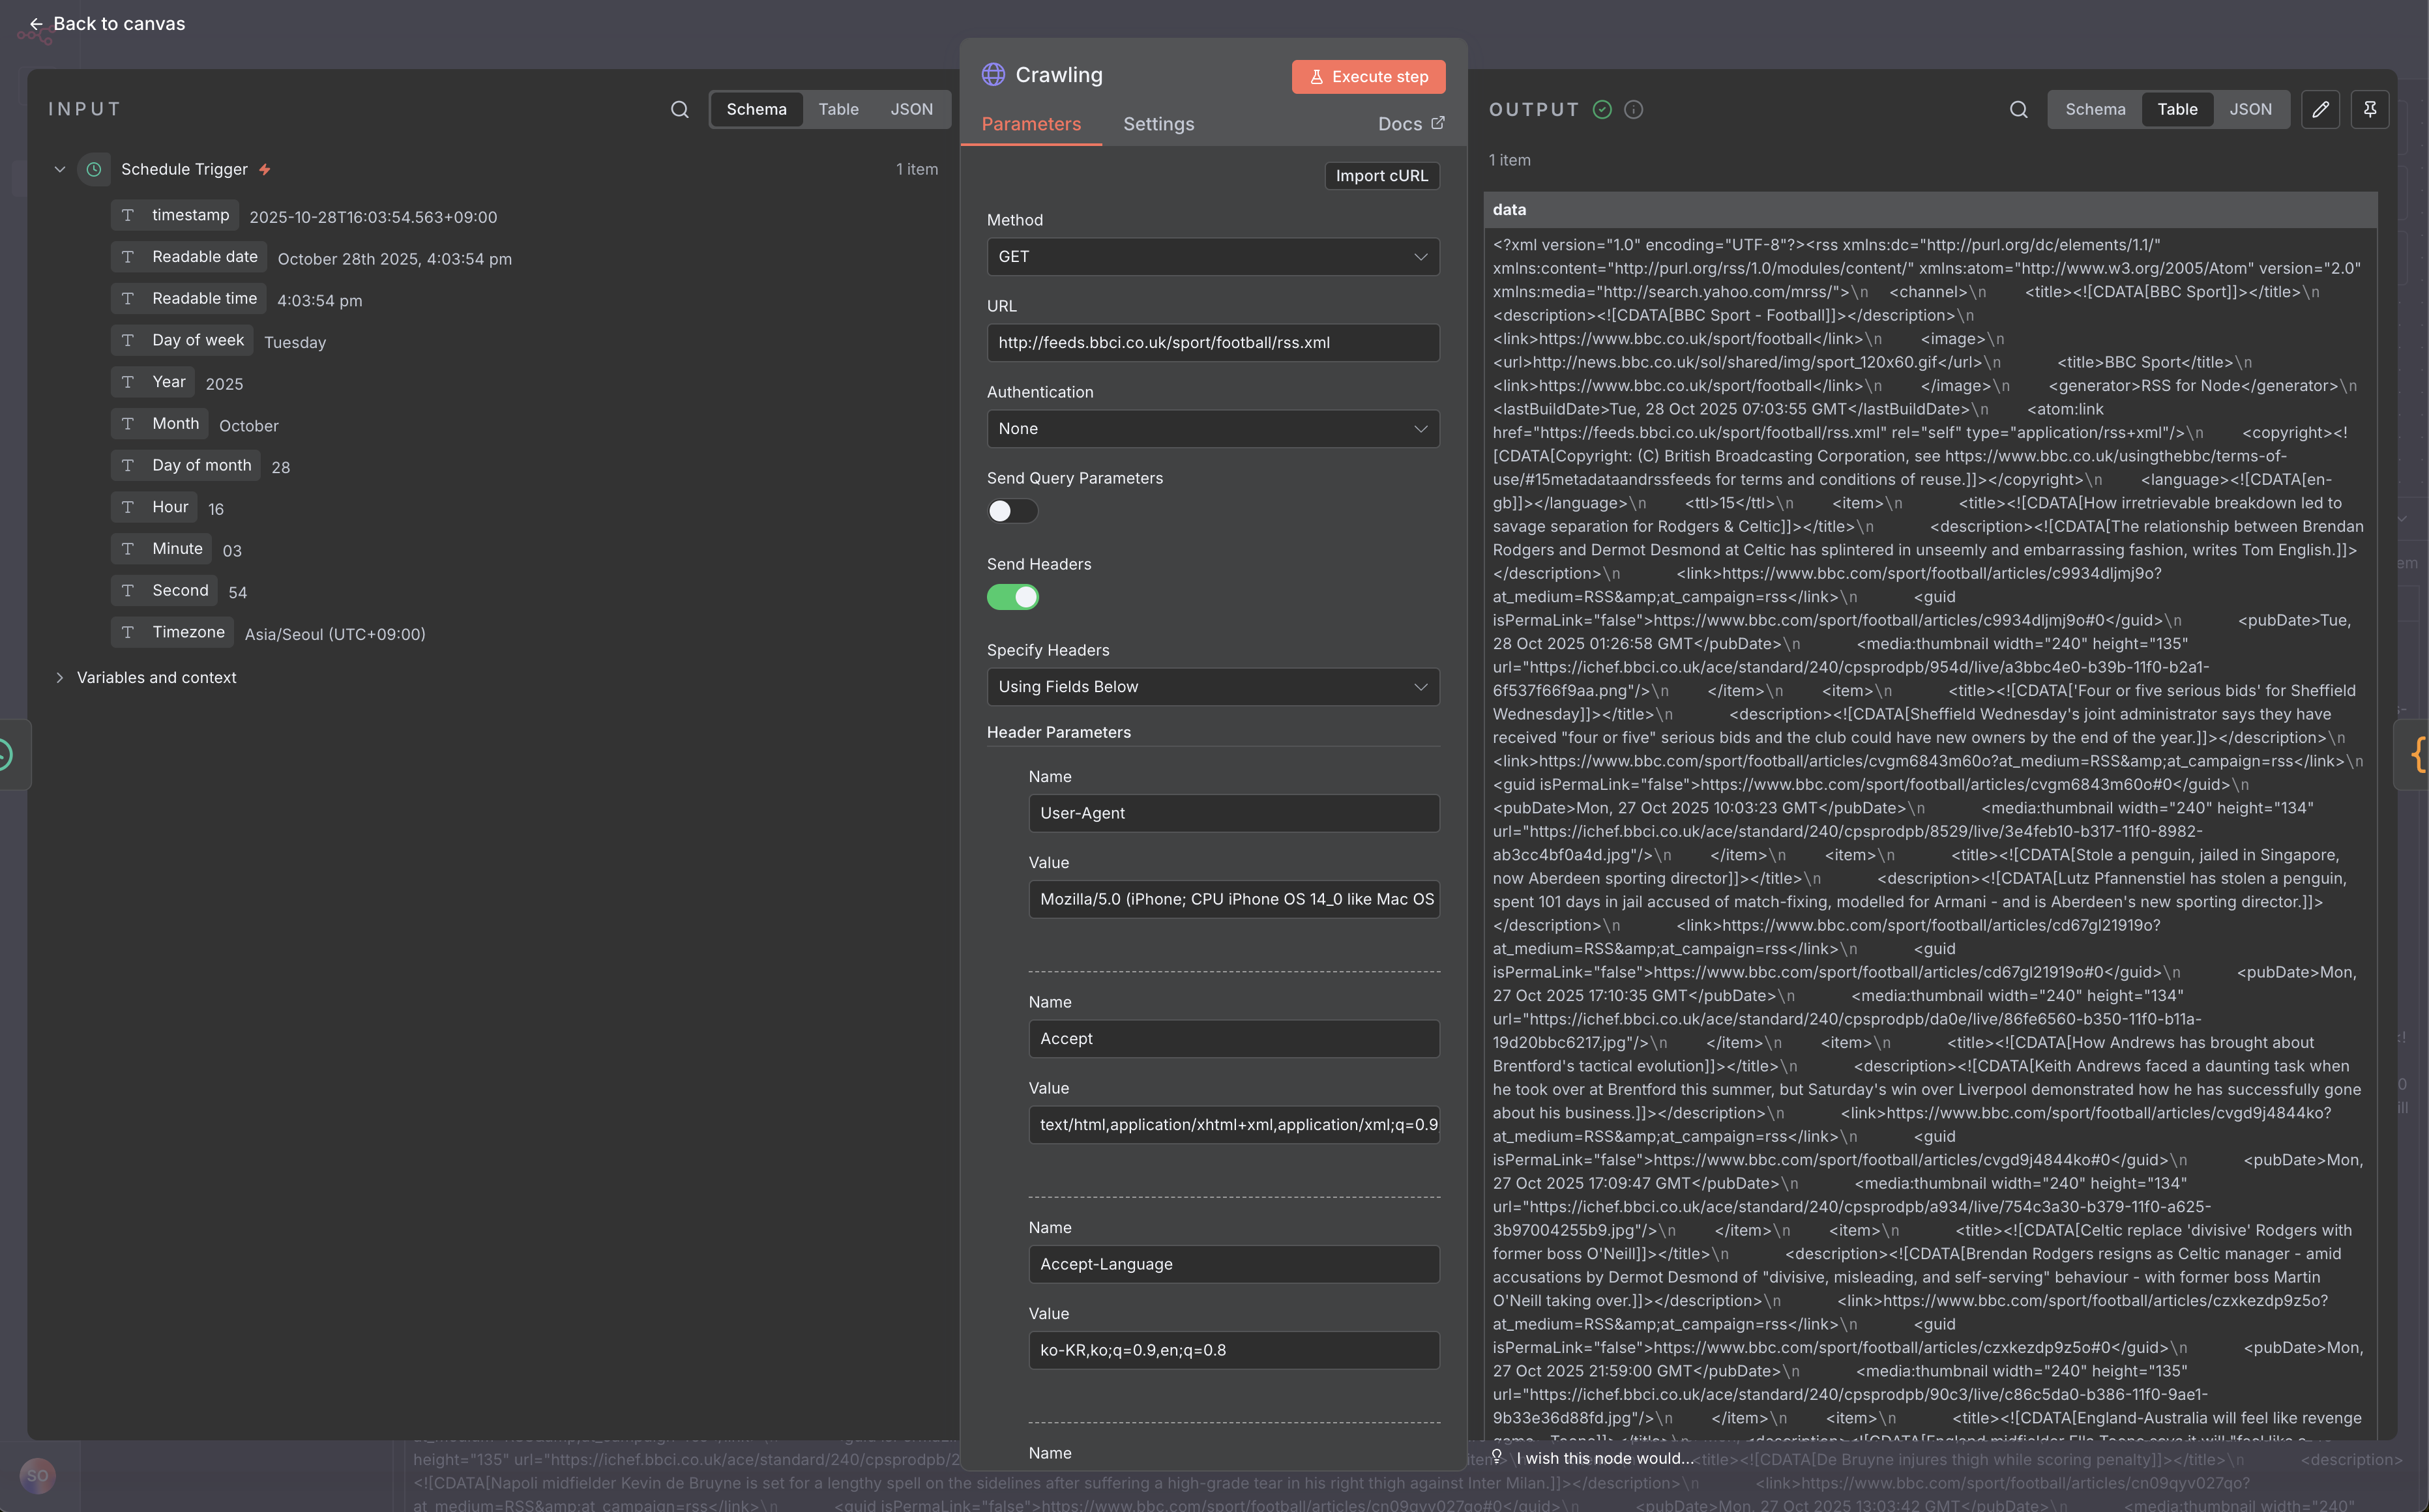 Back to canvas
INPUT
Schema Table JSON
Schedule Trigger
1 item
T timestamp 2025-10-28T16:03:54.563+09:00
T Readable date October 28th 2025, 4:03:54 pm
T Readable time 4:03:54 pm
T Day of week Tuesday
T Year 2025
T Month October
T Day of month 28
T Hour 16
T Minute 03
T Second 54
T Timezone Asia/Seoul (UTC+09:00)
Variables and context
Crawling
Execute step
Parameters Settings Docs
Import cURL
Method
GET
URL
http://feeds.bbci.co.uk/sport/football/rss.xml
Authentication
None
Send Query Parameters
Send Headers
Specify Headers
Using Fields Below
Header Parameters
Name
User-Agent
Value
Mozilla/5.0 (iPhone; CPU iPhone OS 14_0 like Mac OS
Name
Accept
Value
text/html,application/xhtml+xml,application/xml;q=0.9
Name
Accept-Language
Value
ko-KR,ko;q=0.9,en;q=0.8
Name
OUTPUT
Schema Table JSON
1 item
data
<?xml version="1.0" encoding="UTF-8"?><rss xmlns:dc="http://purl.org/dc/elements/1.1/"
xmlns:content="http://purl.org/rss/1.0/modules/content/" xmlns:atom="http://www.w3.org/2005/Atom" version="2.0"
xmlns:media="http://search.yahoo.com/mrss/">\n <channel>\n <title><![CDATA[BBC Sport]]></title>\n
<description><![CDATA[BBC Sport - Football]]></description>\n
<link>https://www.bbc.co.uk/sport/football</link>\n <image>\n
<url>http://news.bbc.co.uk/sol/shared/img/sport_120x60.gif</url>\n <title>BBC Sport</title>\n
<link>https://www.bbc.co.uk/sport/football</link>\n </image>\n <generator>RSS for Node</generator>\n
<lastBuildDate>Tue, 28 Oct 2025 07:03:55 GMT</lastBuildDate>\n <atom:link
href="https://feeds.bbci.co.uk/sport/football/rss.xml" rel="self" type="application/rss+xml"/>\n <copyright><!
[CDATA[Copyright: (C) British Broadcasting Corporation, see https://www.bbc.co.uk/usingthebbc/terms-of-
use/#15metadataandrssfeeds for terms and conditions of reuse.]]></copyright>\n <language><![CDATA[en-
gb]]></language>\n <ttl>15</ttl>\n <item>\n <title><![CDATA[How irretrievable breakdown led to
savage separation for Rodgers & Celtic]]></title>\n <description><![CDATA[The relationship between Brendan
Rodgers and Dermot Desmond at Celtic has splintered in unseemly and embarrassing fashion, writes Tom English.]]>
</description>\n <link>https://www.bbc.com/sport/football/articles/c9934dljmj9o?
at_medium=RSS&amp;at_campaign=rss</link>\n <guid
isPermaLink="false">https://www.bbc.com/sport/football/articles/c9934dljmj9o#0</guid>\n <pubDate>Tue,
28 Oct 2025 01:26:58 GMT</pubDate>\n <media:thumbnail width="240" height="135"
url="https://ichef.bbci.co.uk/ace/standard/240/cpsprodpb/954d/live/a3bbc4e0-b39b-11f0-b2a1-
6f537f66f9aa.png"/>\n </item>\n <item>\n <title><![CDATA['Four or five serious bids' for Sheffield
Wednesday]]></title>\n <description><![CDATA[Sheffield Wednesday's joint administrator says they have
received "four or five" serious bids and the club could have new owners by the end of the year.]]></description>\n
<link>https://www.bbc.com/sport/football/articles/cvgm6843m60o?at_medium=RSS&amp;at_campaign=rss</link>\n
<guid isPermaLink="false">https://www.bbc.com/sport/football/articles/cvgm6843m60o#0</guid>\n
<pubDate>Mon, 27 Oct 2025 10:03:23 GMT</pubDate>\n <media:thumbnail width="240" height="134"
url="https://ichef.bbci.co.uk/ace/standard/240/cpsprodpb/8529/live/3e4feb10-b317-11f0-8982-
ab3cc4bf0a4d.jpg"/>\n </item>\n <item>\n <title><![CDATA[Stole a penguin, jailed in Singapore,
now Aberdeen sporting director]]></title>\n <description><![CDATA[Lutz Pfannenstiel has stolen a penguin,
spent 101 days in jail accused of match-fixing, modelled for Armani - and is Aberdeen's new sporting director.]]>
</description>\n <link>https://www.bbc.com/sport/football/articles/cd67gl21919o?
at_medium=RSS&amp;at_campaign=rss</link>\n <guid
isPermaLink="false">https://www.bbc.com/sport/football/articles/cd67gl21919o#0</guid>\n <pubDate>Mon,
27 Oct 2025 17:10:35 GMT</pubDate>\n <media:thumbnail width="240" height="134"
url="https://ichef.bbci.co.uk/ace/standard/240/cpsprodpb/da0e/live/86fe6560-b350-11f0-b11a-
19d20bbc6217.jpg"/>\n </item>\n <item>\n <title><![CDATA[How Andrews has brought about
Brentford's tactical evolution]]></title>\n <description><![CDATA[Keith Andrews faced a daunting task when
he took over at Brentford this summer, but Saturday's win over Liverpool demonstrated how he has successfully gone
about his business.]]></description>\n <link>https://www.bbc.com/sport/football/articles/cvgd9j4844ko?
at_medium=RSS&amp;at_campaign=rss</link>\n <guid
isPermaLink="false">https://www.bbc.com/sport/football/articles/cvgd9j4844ko#0</guid>\n <pubDate>Mon,
27 Oct 2025 17:09:47 GMT</pubDate>\n <media:thumbnail width="240" height="134"
url="https://ichef.bbci.co.uk/ace/standard/240/cpsprodpb/a934/live/754c3a30-b379-11f0-a625-
3b97004255b9.jpg"/>\n </item>\n <item>\n <title><![CDATA[Celtic replace 'divisive' Rodgers with
former boss O'Neill]]></title>\n <description><![CDATA[Brendan Rodgers resigns as Celtic manager - amid
accusations by Dermot Desmond of "divisive, misleading, and self-serving" behaviour - with former boss Martin
O'Neill taking over.]]></description>\n <link>https://www.bbc.com/sport/football/articles/czxkezdp9z5o?
at_medium=RSS&amp;at_campaign=rss</link>\n <guid
isPermaLink="false">https://www.bbc.com/sport/football/articles/czxkezdp9z5o#0</guid>\n <pubDate>Mon,
27 Oct 2025 21:59:00 GMT</pubDate>\n <media:thumbnail width="240" height="135"
url="https://ichef.bbci.co.uk/ace/standard/240/cpsprodpb/90c3/live/c86c5da0-b386-11f0-9ae1-
9b33e36d88fd.jpg"/>\n </item>\n <item>\n <title><![CDATA[England-Australia will feel like revenge
I wish this node would...
SO
height="135" url="https://ichef.bbci.co.uk/ace/standard/240/cpsprodpb/2
<title><![CDATA[De Bruyne injures thigh while scoring penalty]]></title>\n <description>
<![CDATA[Napoli midfielder Kevin de Bruyne is set for a lengthy spell on the sidelines after suffering a high-grade tear in his right thigh against Inter Milan.]]></description>\n <link>https://www.bbc.com/sport/football/articles/cn09qyv027qo?
at_medium=RSS&amp;at_campaign=rss</link>\n <guid isPermaLink="false">https://www.bbc.com/sport/football/articles/cn09qyv027qo#0</guid>\n <pubDate>Mon, 27 Oct 2025 13:03:42 GMT</pubDate>\n <media:thumbnail width="240"